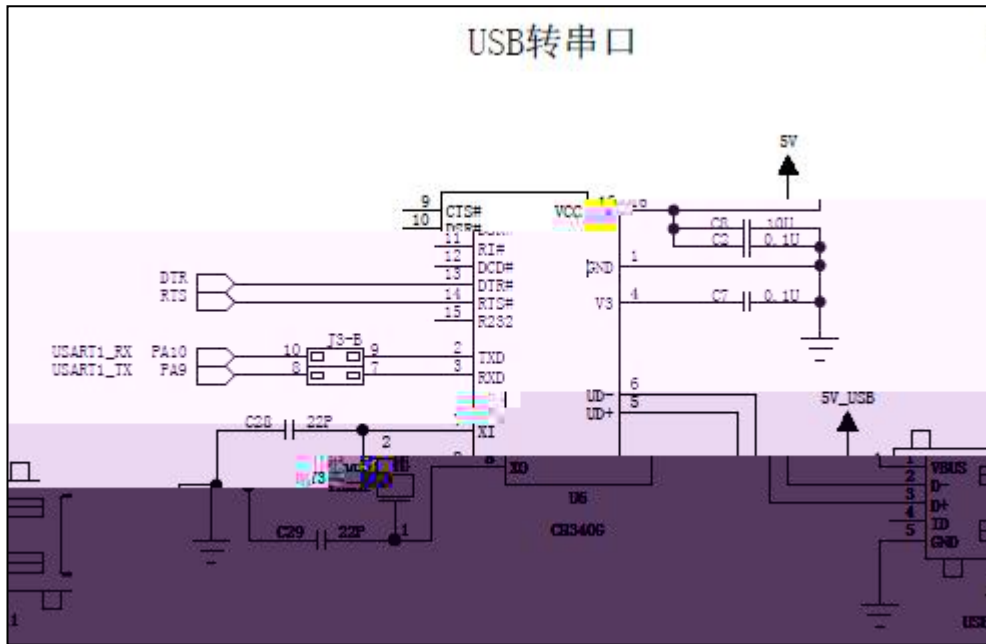 USB转串口
5V
9 CTS# VCC
10
C8 10U
11 C2 0.1U
RI#
12 DCD# GND 1
DTR 13 DTR#
RTS 14 RTS# V3 4 C7 0.1U
15 R232
J3-B
USART1_RX PA10 10 9 2 TXD
USART1_TX PA9 8 7 3 RXD
UD- 6
UD+ 5
5V_USB
C28 22P
XI
2
8 XO
1 VBUS
2 D-
3 D+
4 ID
5 GND
U6
C29 22P 1 CH340G
1